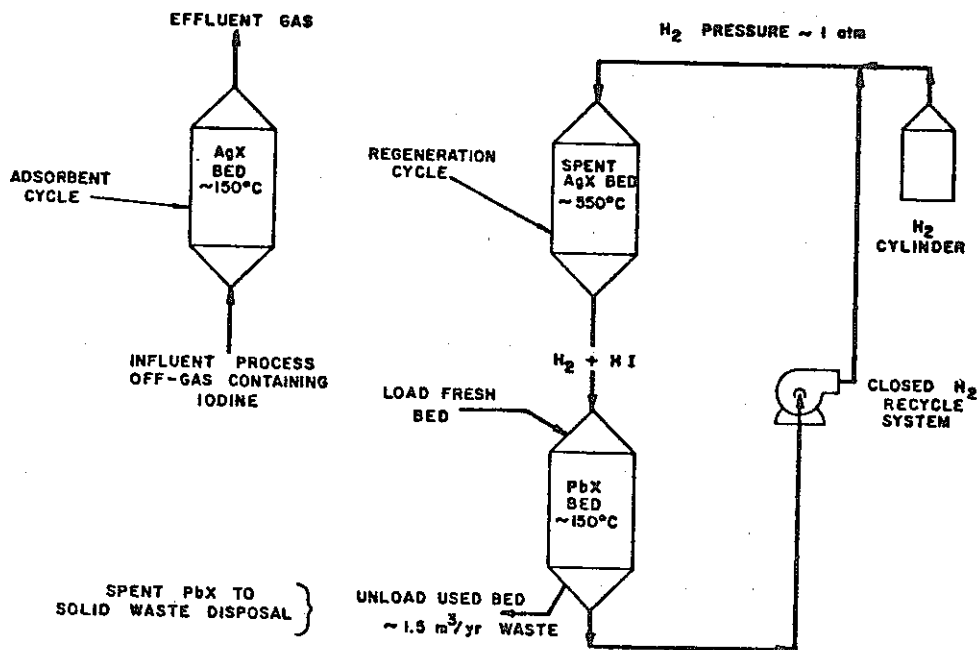 EFFLUENT GAS
AgX
BED
~150°C
ADSORBENT
CYCLE
INFLUENT PROCESS
OFF-GAS CONTAINING
IODINE
H2 PRESSURE ~ 1 atm
REGENERATION
CYCLE
SPENT
AgX BED
~ 550°C
H2
CYLINDER
H2 + HI
LOAD FRESH
BED
CLOSED H2
RECYCLE
SYSTEM
PbX
BED
~150°C
SPENT PbX TO
SOLID WASTE DISPOSAL
UNLOAD USED BED
~ 1.5 m3/yr WASTE